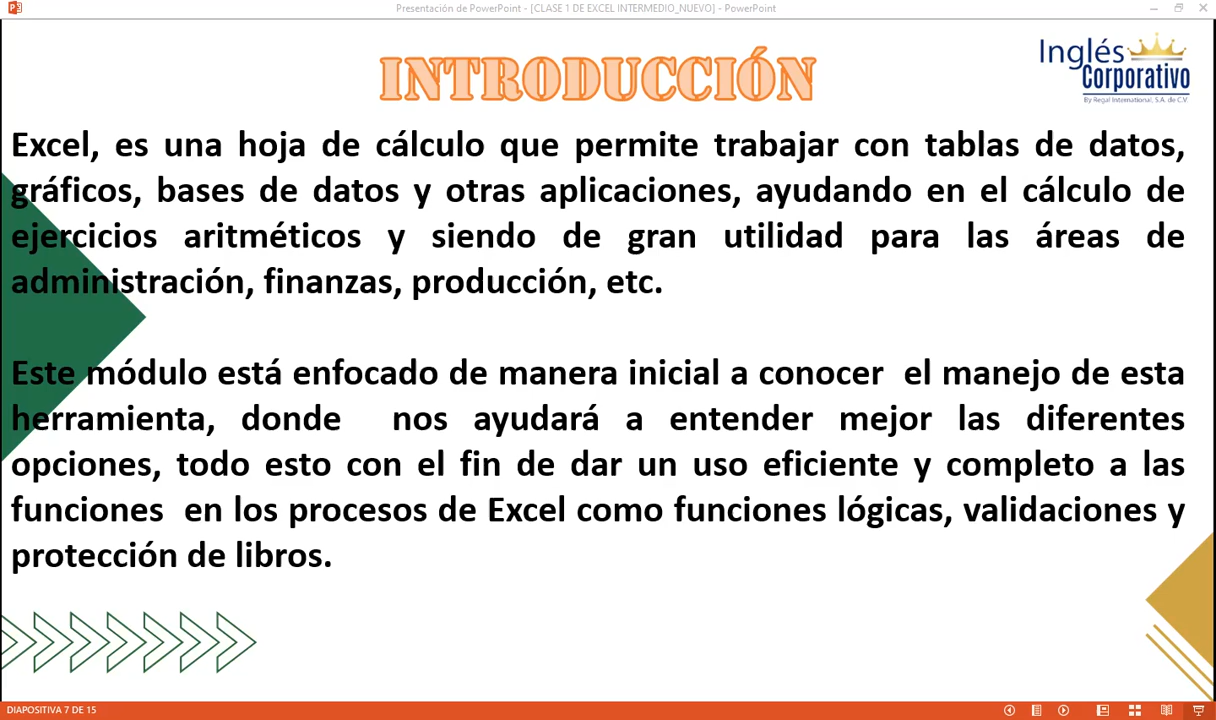 Presentación de PowerPoint - [CLASE 1 DE EXCEL INTERMEDIO_NUEVO] - PowerPoint
Inglés
Corporativo
By Regal International, S.A. de C.V.
INTRODUCCIÓN
Excel, es una hoja de cálculo que permite trabajar con tablas de datos,
gráficos, bases de datos y otras aplicaciones, ayudando en el cálculo de
ejercicios aritméticos y siendo de gran utilidad para las áreas de
administración, finanzas, producción, etc.
Este módulo está enfocado de manera inicial a conocer el manejo de esta
herramienta, donde nos ayudará a entender mejor las diferentes
opciones, todo esto con el fin de dar un uso eficiente y completo a las
funciones en los procesos de Excel como funciones lógicas, validaciones y
protección de libros.
DIAPOSITIVA 7 DE 15